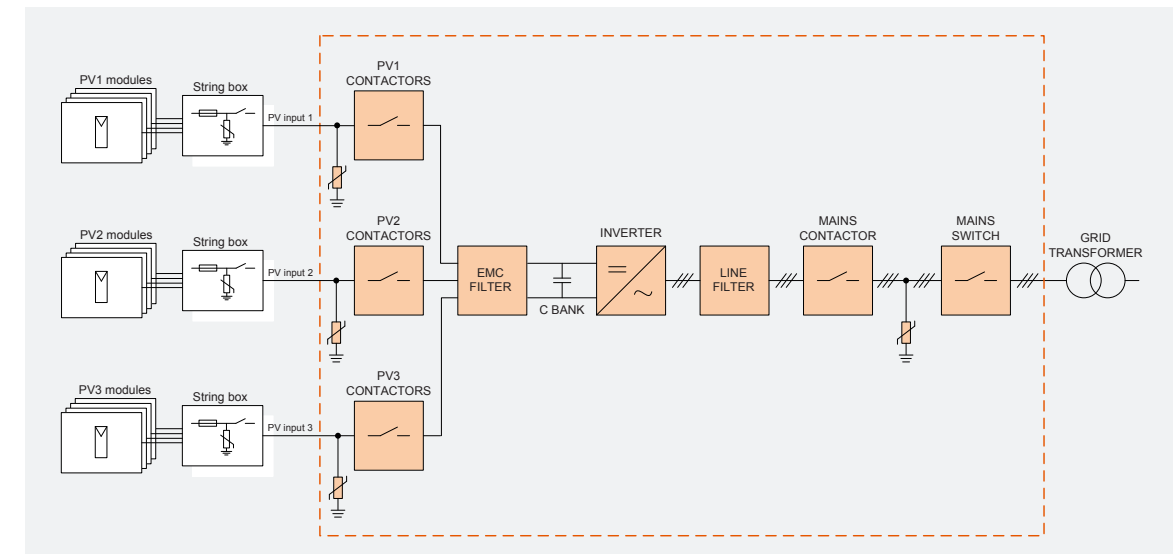 PV1 modules
String box
PV input 1
PV1
CONTACTORS
PV2 modules
String box
PV input 2
PV2
CONTACTORS
EMC
FILTER
C BANK
INVERTER
LINE
FILTER
MAINS
CONTACTOR
MAINS
SWITCH
GRID
TRANSFORMER
PV3 modules
String box
PV input 3
PV3
CONTACTORS